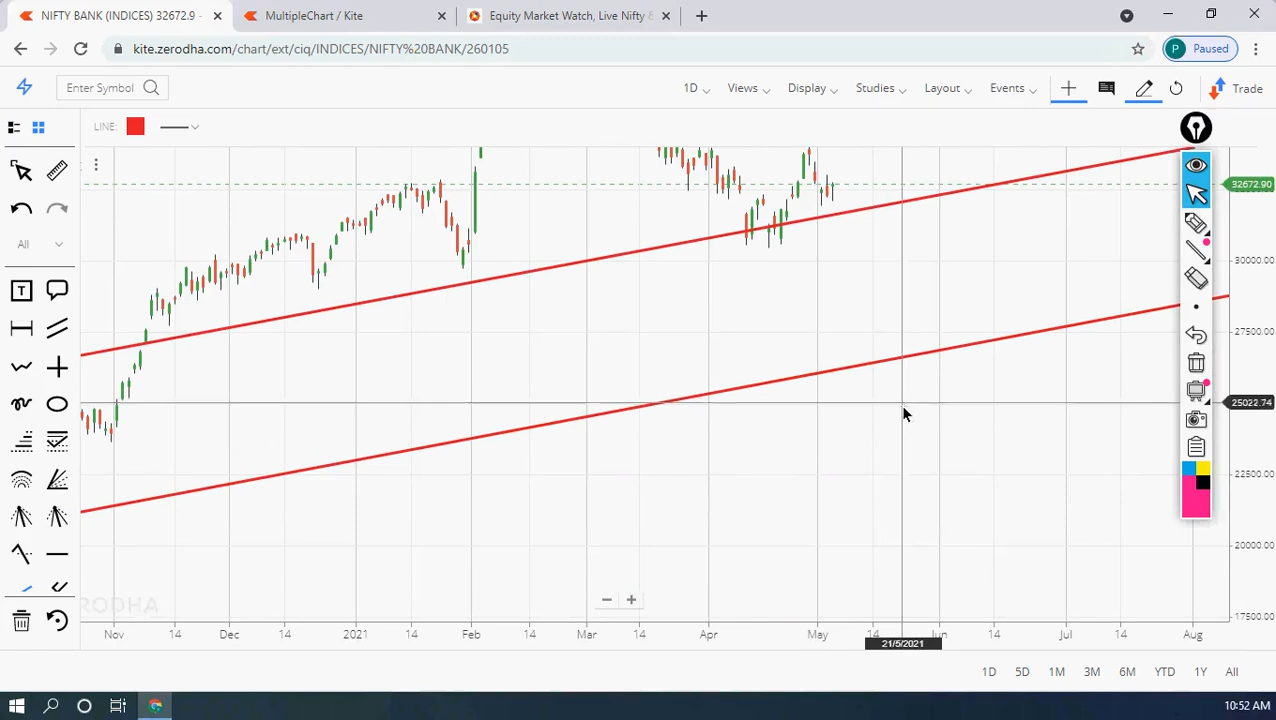 NIFTY BANK (INDICES) 32672.9 -
MultipleChart / Kite
Equity Market Watch, Live Nifty &
kite.zerodha.com/chart/ext/ciq/INDICES/NIFTY%20BANK/260105
P
Paused
Enter Symbol
1D
Views
Display
Studies
Layout
Events
Trade
LINE:
All
T
32672.90
30000.00
27500.00
25022.74
22500.00
20000.00
17500.00
ERODHA
Nov 14 Dec 14 2021 14 Feb 14 Mar 14 Apr May 14 Jun 14 Jul 14 Aug
21/5/2021
1D 5D 1M 3M 6M YTD 1Y All
10:52 AM